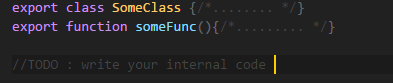 export class SomeClass {/*........ */}
export function someFunc(){/*......... */}
//TODO : write your internal code